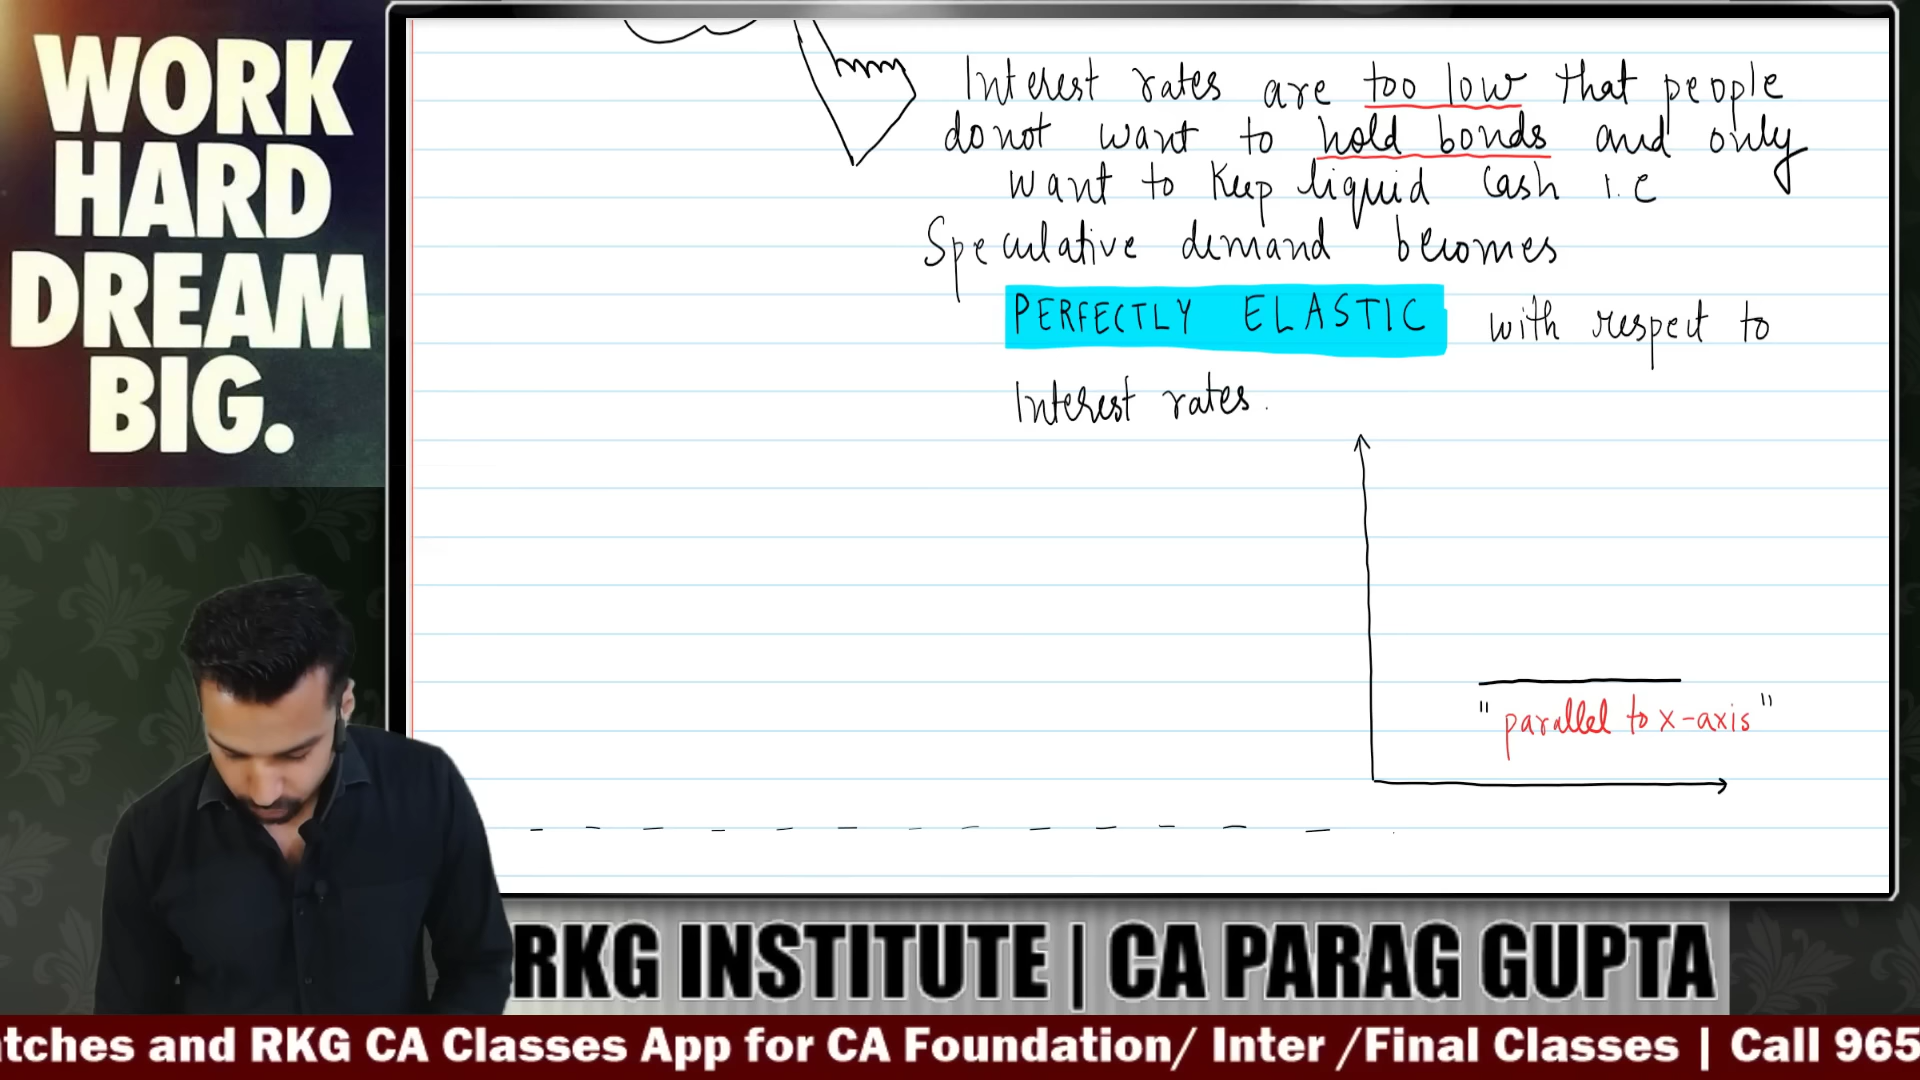 WORK
HARD
DREAM
BIG.
Interest rates are too low that people
do not want to hold bonds and only
want to keep liquid cash i.e
Speculative demand becomes
PERFECTLY ELASTIC with respect to
Interest rates.
"parallel to x-axis"
RKG INSTITUTE | CA PARAG GUPTA
tches and RKG CA Classes App for CA Foundation/ Inter /Final Classes | Call 965